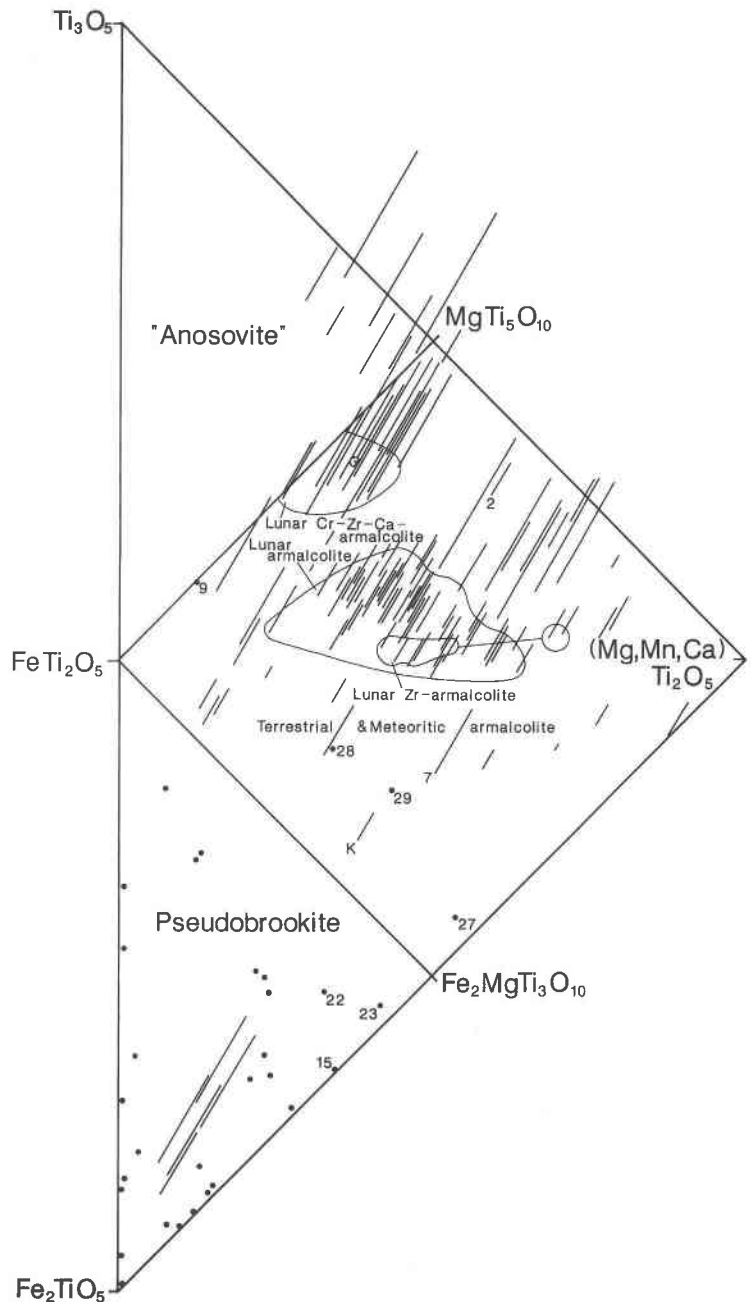 Ti₃O₅
MgTi₅O₁₀
"Anosovite"
G
2
Lunar Cr-Zr-Ca-
armalcolite
Lunar
armalcolite
9
FeTi₂O₅
(Mg,Mn,Ca)
Ti₂O₅
Lunar Zr-armalcolite
Terrestrial & Meteoritic armalcolite
28
7
29
K
Pseudobrookite
27
Fe₂MgTi₃O₁₀
22
23
15
Fe₂TiO₅